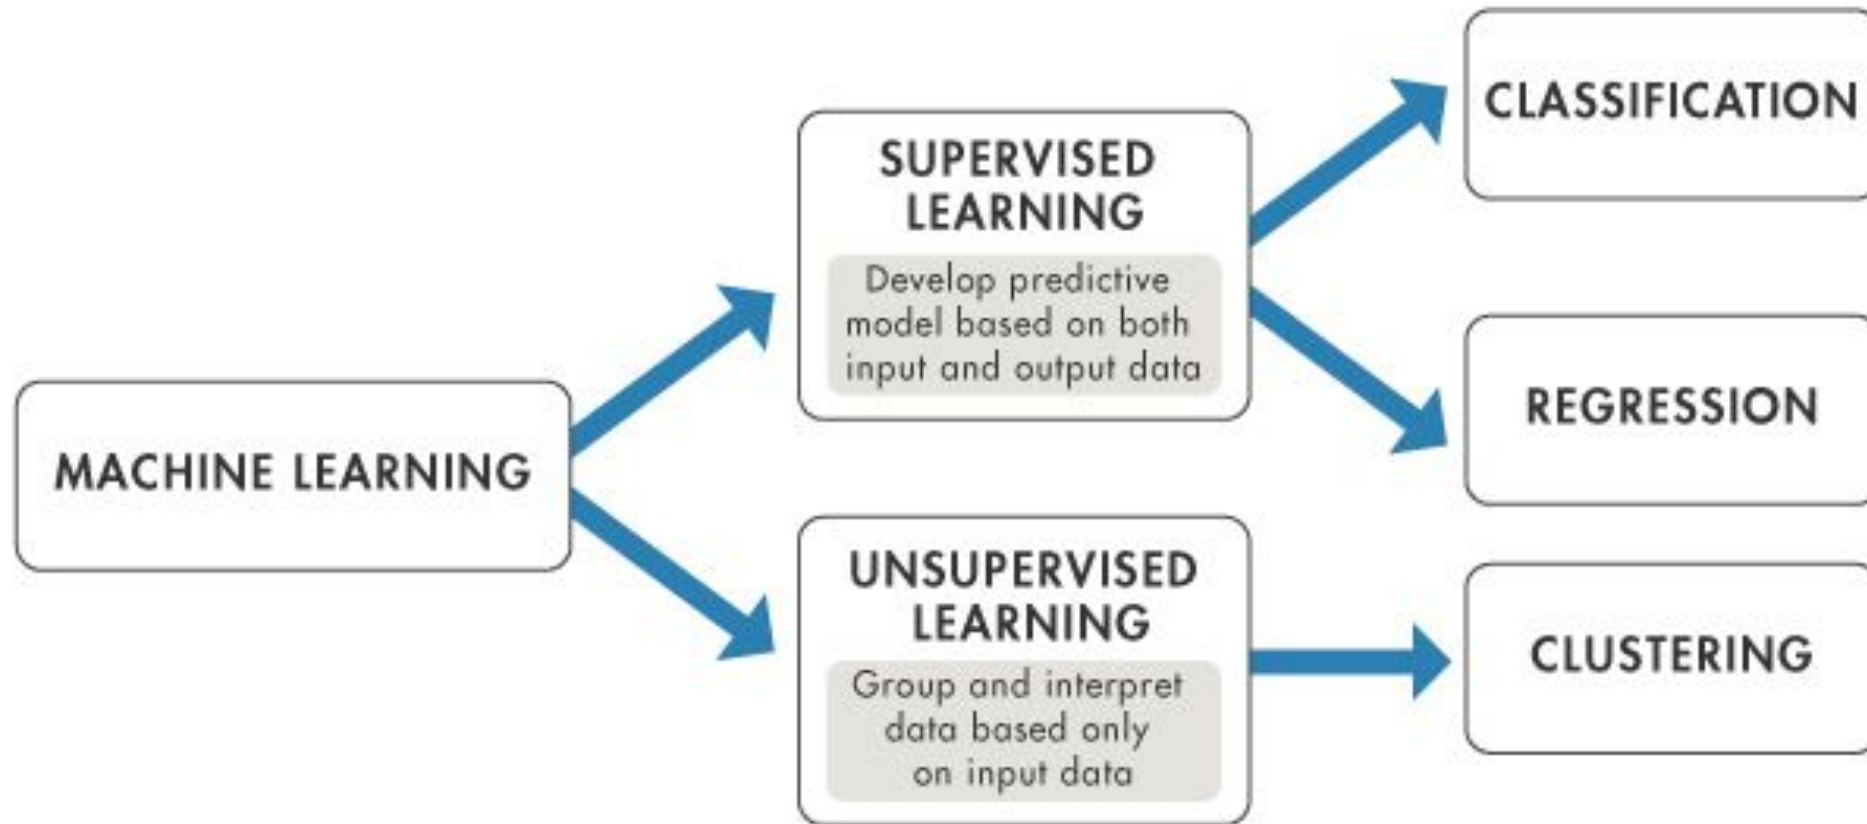 MACHINE LEARNING
SUPERVISED
LEARNING
Develop predictive
model based on both
input and output data
UNSUPERVISED
LEARNING
Group and interpret
data based only
on input data
CLASSIFICATION
REGRESSION
CLUSTERING